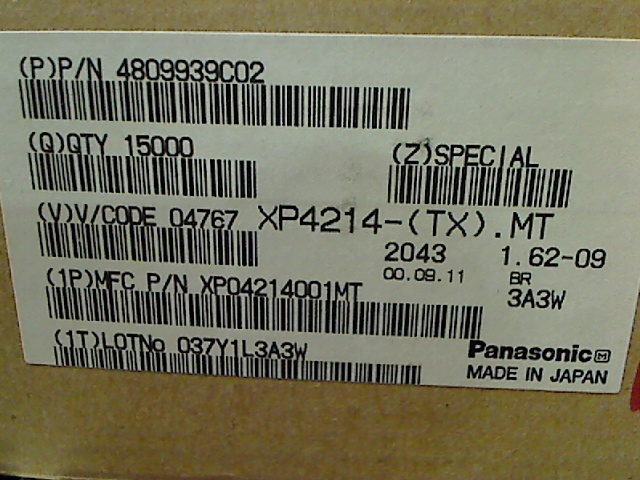 (P)P/N 4809939C02
(Q)QTY 15000
(Z)SPECIAL
(V)V/CODE 04767 XP4214-(TX).MT
2043 1.62-09
00.09.11 BR
(1P)MFC P/N XP04214001MT
3A3W
(1T)LOTNo 037Y1L3A3W
Panasonic M
MADE IN JAPAN